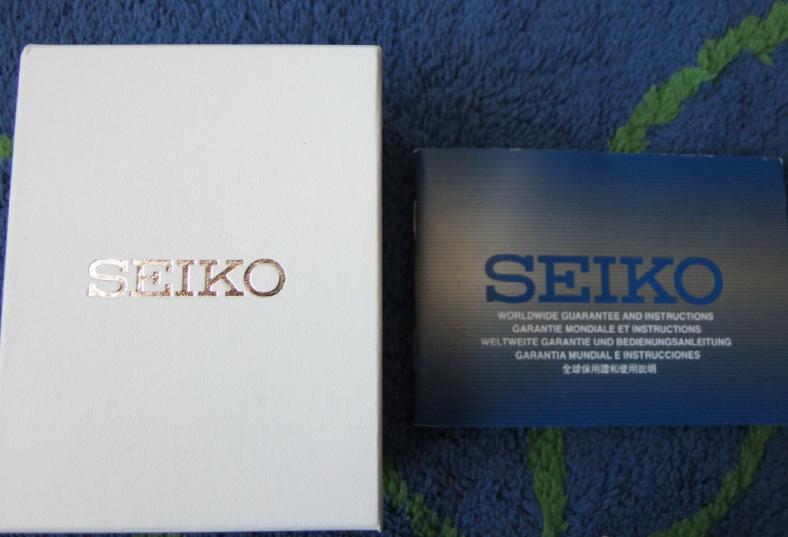 SEIKO
SEIKO
WORLDWIDE GUARANTEE AND INSTRUCTIONS
GARANTIE MONDIALE ET INSTRUCTIONS
WELTWEITE GARANTIE UND BEDIENUNGSANLEITUNG
GARANTIA MUNDIAL E INSTRUCCIONES
全球保用證和使用説明